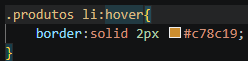 .produtos li:hover{
border:solid 2px #c78c19;
}